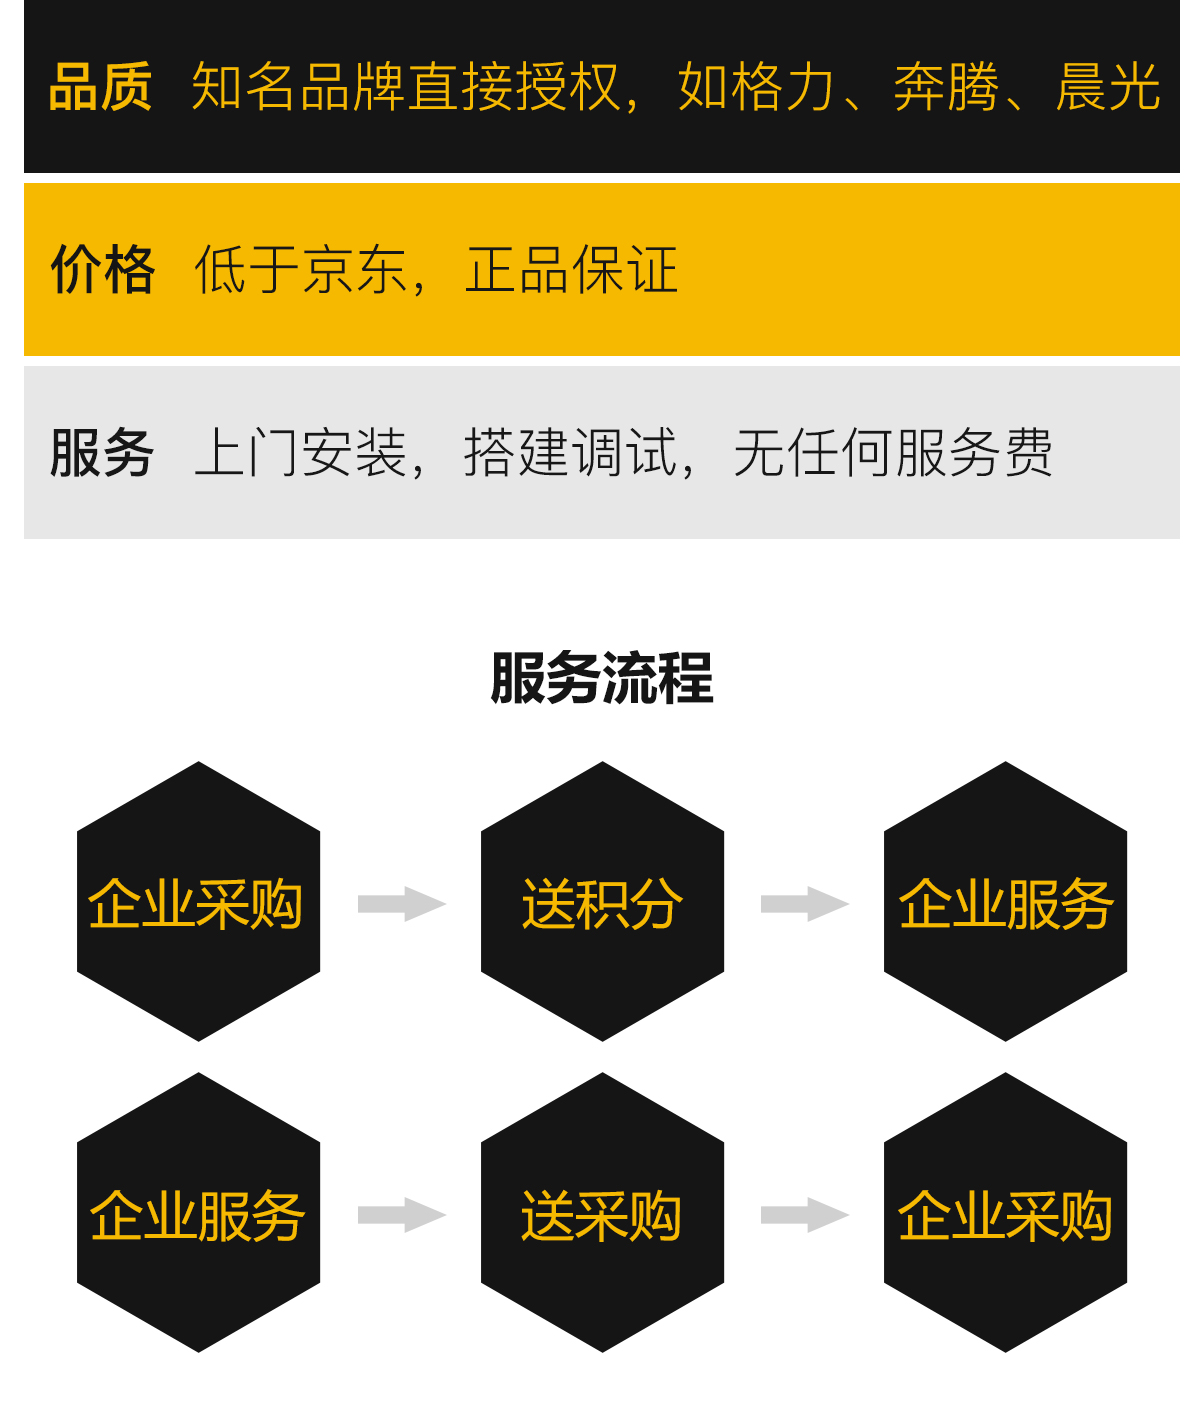 品质 知名品牌直接授权，如格力、奔腾、晨光
价格 低于京东，正品保证
服务 上门安装，搭建调试，无任何服务费
服务流程
企业采购 送积分 企业服务
企业服务 送采购 企业采购